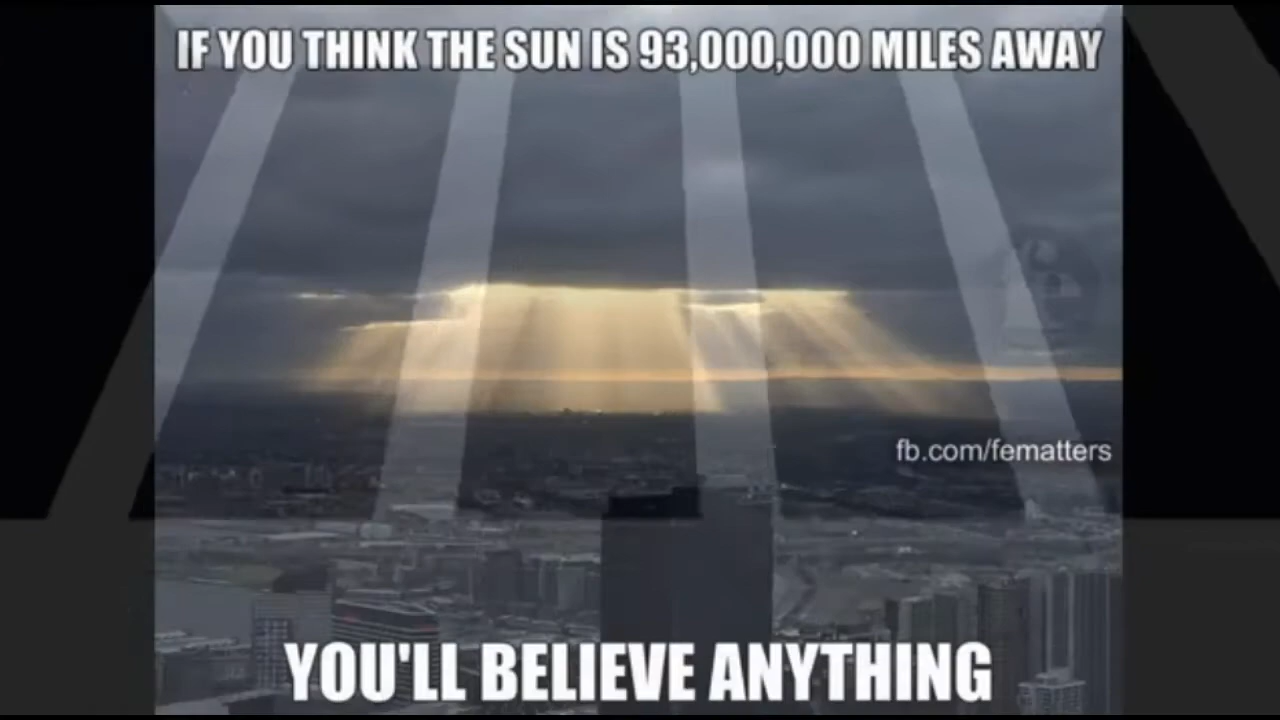 IF YOU THINK THE SUN IS 93,000,000 MILES AWAY
fb.com/fematters
YOU'LL BELIEVE ANYTHING